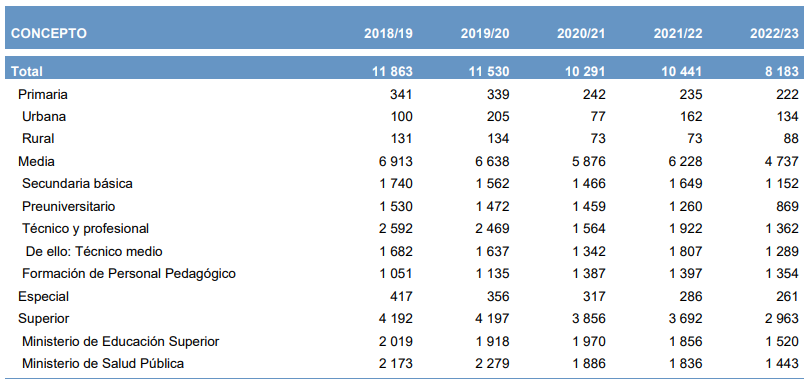 CONCEPTO 2018/19 2019/20 2020/21 2021/22 2022/23
Total 11 863 11 530 10 291 10 441 8 183
Primaria 341 339 242 235 222
Urbana 100 205 77 162 134
Rural 131 134 73 73 88
Media 6 913 6 638 5 876 6 228 4 737
Secundaria básica 1 740 1 562 1 466 1 649 1 152
Preuniversitario 1 530 1 472 1 459 1 260 869
Técnico y profesional 2 592 2 469 1 564 1 922 1 362
De ello: Técnico medio 1 682 1 637 1 342 1 807 1 289
Formación de Personal Pedagógico 1 051 1 135 1 387 1 397 1 354
Especial 417 356 317 286 261
Superior 4 192 4 197 3 856 3 692 2 963
Ministerio de Educación Superior 2 019 1 918 1 970 1 856 1 520
Ministerio de Salud Pública 2 173 2 279 1 886 1 836 1 443